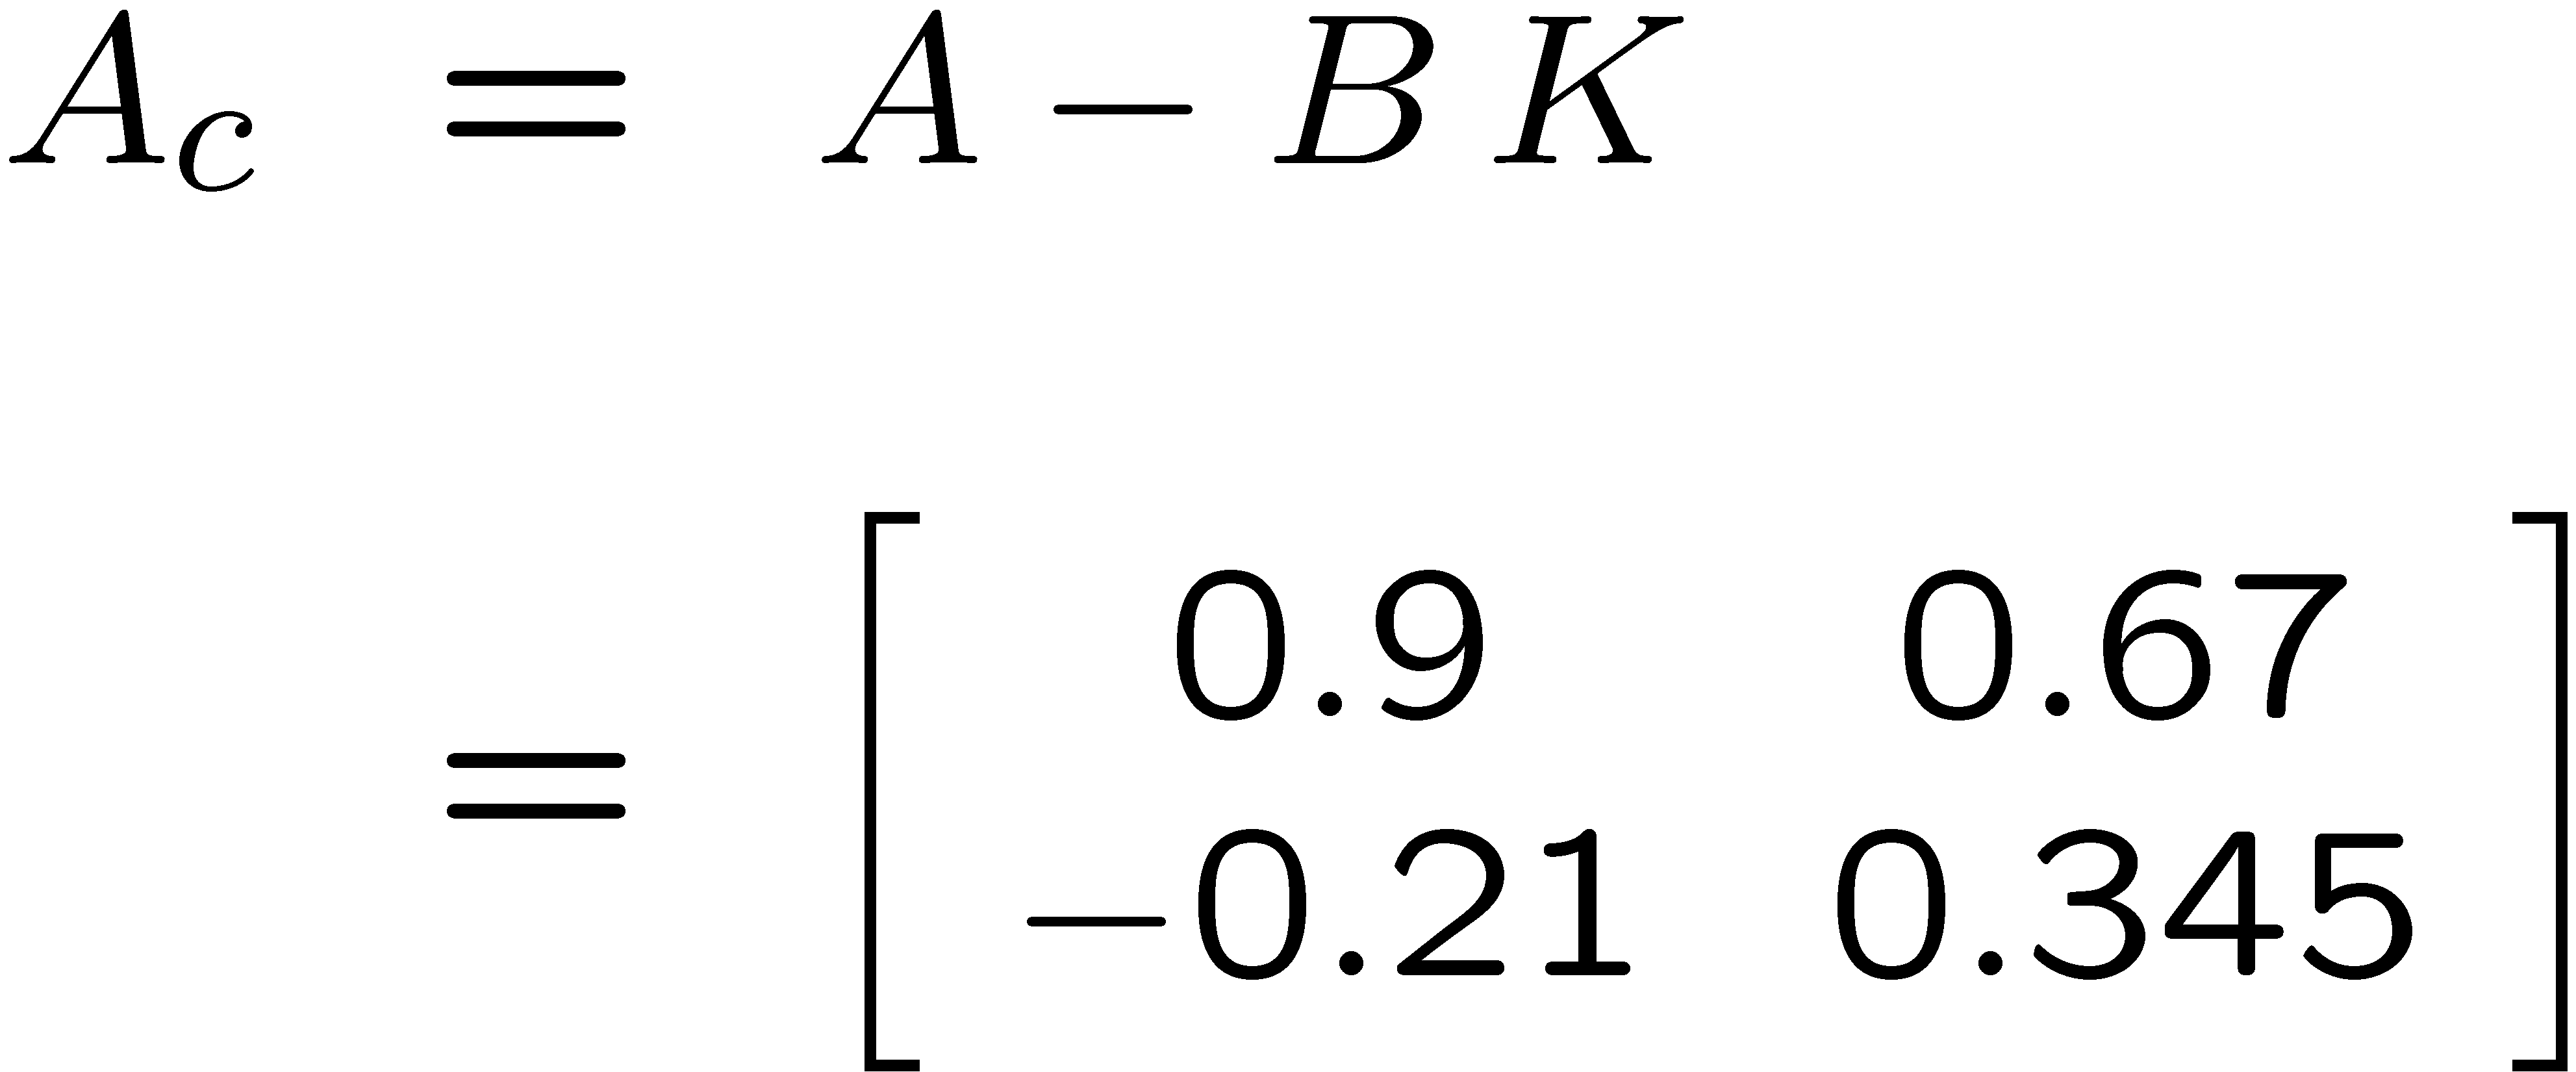 A_c = A − B K
= [ 0.9 0.67
−0.21 0.345 ]